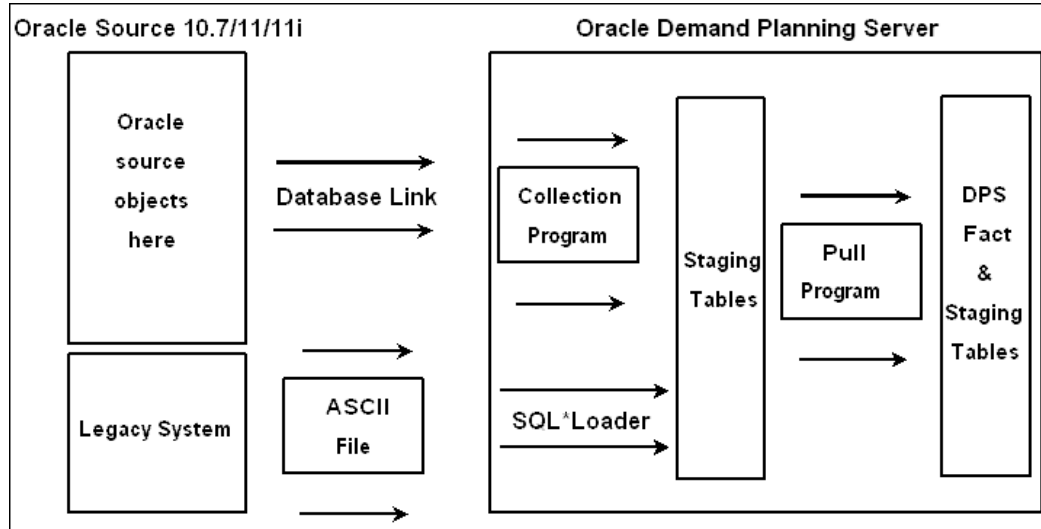 Oracle Source 10.7/11/11i
Oracle Demand Planning Server
Oracle
source
objects
here
Database Link
Collection
Program
Staging
Tables
Pull
Program
DPS
Fact
&
Staging
Tables
Legacy System
ASCII
File
SQL*Loader